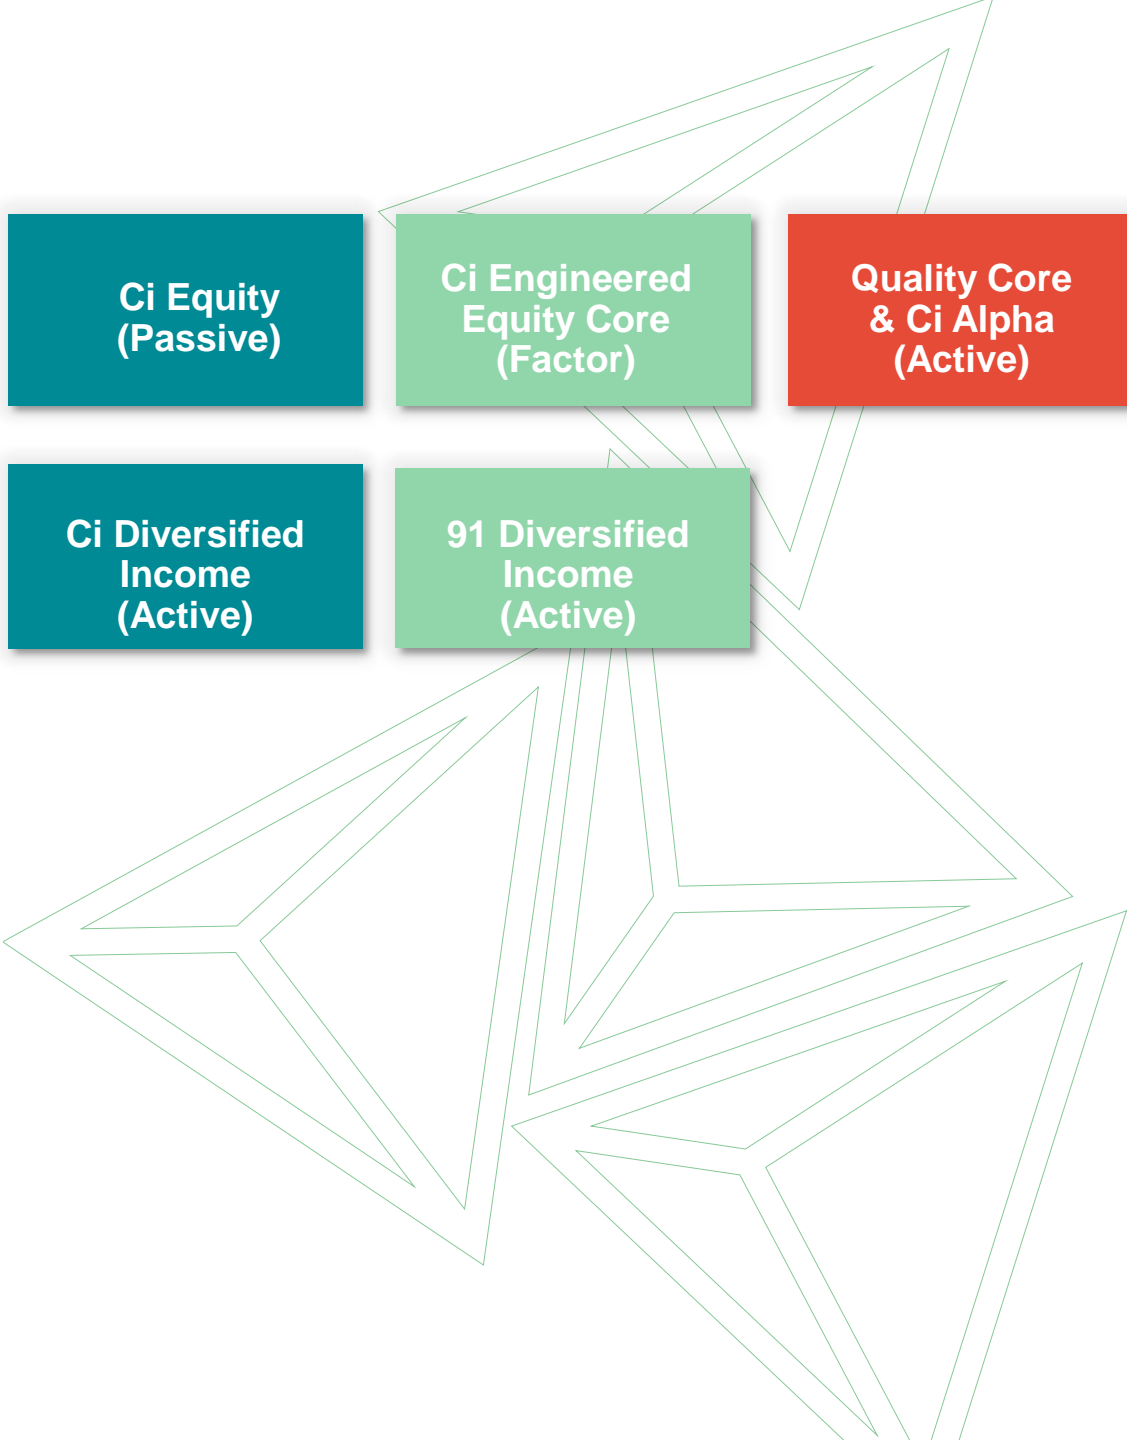 Ci Equity
(Passive)
Ci Engineered
Equity Core
(Factor)
Quality Core
& Ci Alpha
(Active)
Ci Diversified
Income
(Active)
91 Diversified
Income
(Active)